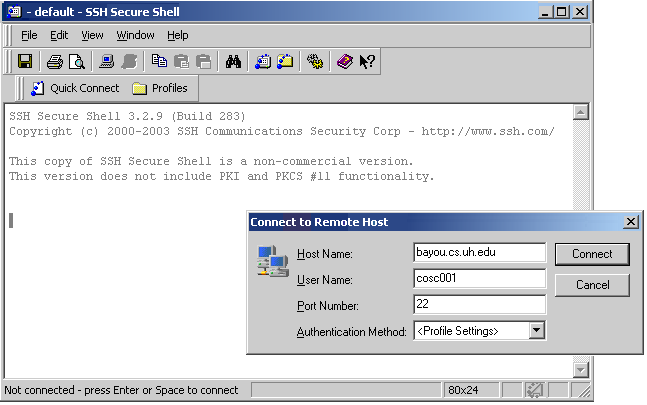 - default - SSH Secure Shell
File Edit View Window Help
Quick Connect Profiles
SSH Secure Shell 3.2.9 (Build 283)
Copyright (c) 2000-2003 SSH Communications Security Corp - http://www.ssh.com/
This copy of SSH Secure Shell is a non-commercial version.
This version does not include PKI and PKCS #11 functionality.
Connect to Remote Host
Host Name: bayou.cs.uh.edu Connect
User Name: cosc001 Cancel
Port Number: 22
Authentication Method: <Profile Settings>
Not connected - press Enter or Space to connect 80x24